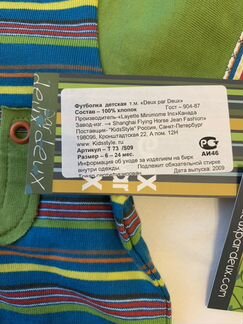 par
deux
Футболка детская т.м. «Deux par Deux»
Состав – 100% хлопок Гост – 904-87
Производитель-«Layette Minimome Inc»Канада
Завод-изг. → Shanghai Flying Horse Jean Fashion»
Поставщик- "KidsStyle" Россия, Санкт-Петербург,
198096, Кронштадтская 22, А пом. 12Н
www. Kidsstyle. ru
Артикул – Т 73 /S09
Размер – 6 – 24 мес.
Информация об уходе за изделием на бирке
внутри одежды. Подлежит обязательной стирке
Дата выпуска: 2009
РС
АИ46
deux
xpardeux.com